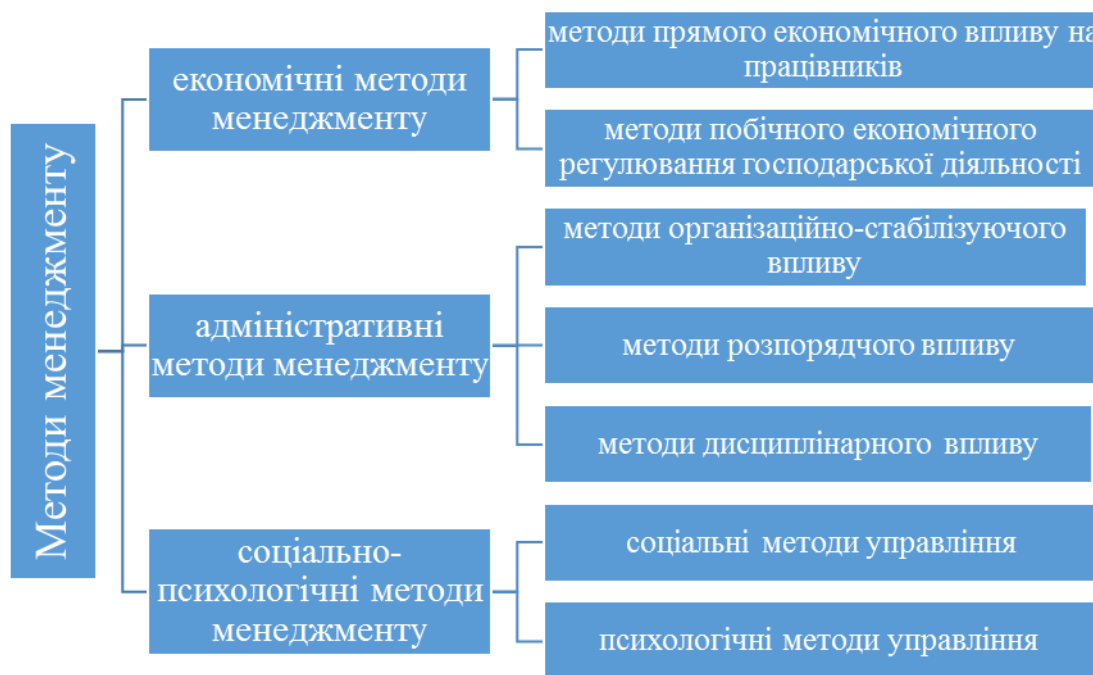 Методи менеджменту
економічні методи
менеджменту
методи прямого економічного впливу на
працівників
методи побічного економічного
регулювання господарської діяльності
адміністративні
методи менеджменту
методи організаційно-стабілізуючого
впливу
методи розпорядчого впливу
методи дисциплінарного впливу
соціально-
психологічні методи
менеджменту
соціальні методи управління
психологічні методи управління